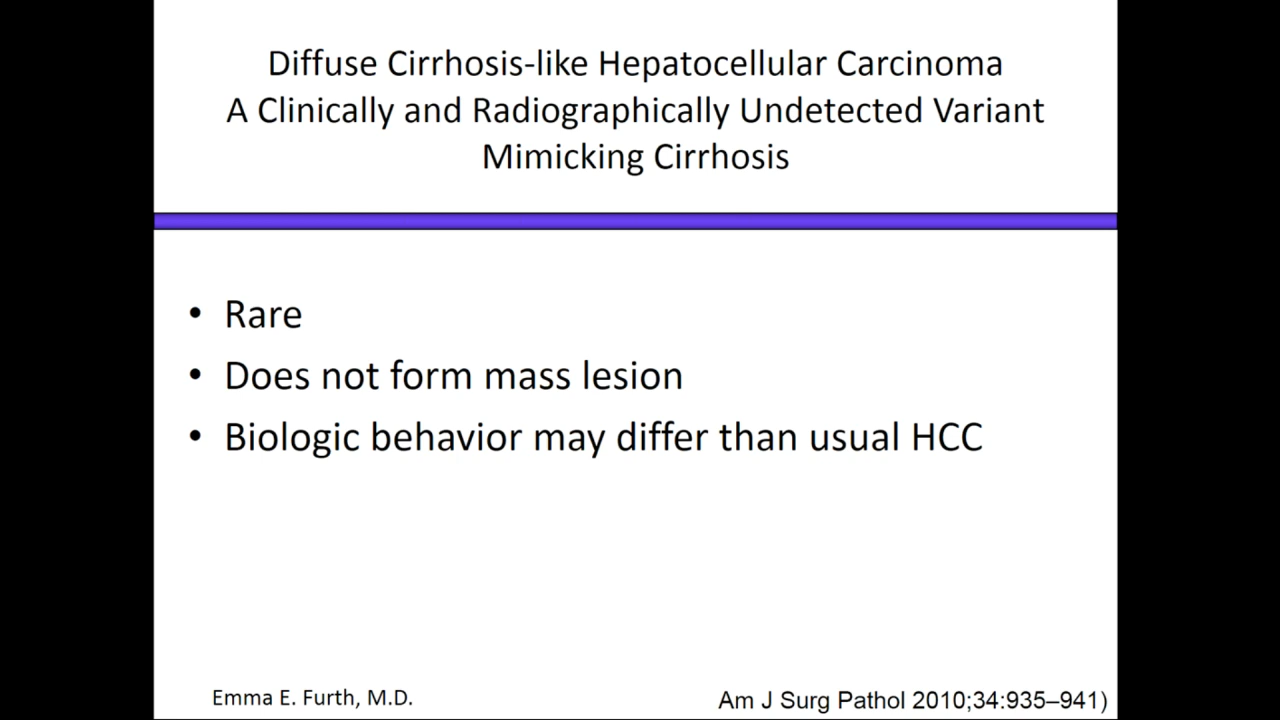 Diffuse Cirrhosis-like Hepatocellular Carcinoma
A Clinically and Radiographically Undetected Variant
Mimicking Cirrhosis
• Rare
• Does not form mass lesion
• Biologic behavior may differ than usual HCC
Emma E. Furth, M.D.
Am J Surg Pathol 2010;34:935–941)